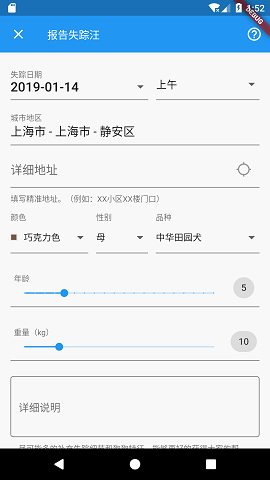 1:52
DEBUG
报告失踪汪
失踪日期
2019-01-14
上午
城市地区
上海市 - 上海市 - 静安区
详细地址
填写精准地址。（例如：XX小区XX楼门口）
颜色
性别
品种
巧克力色
母
中华田园犬
年龄
5
重量（kg）
10
详细说明